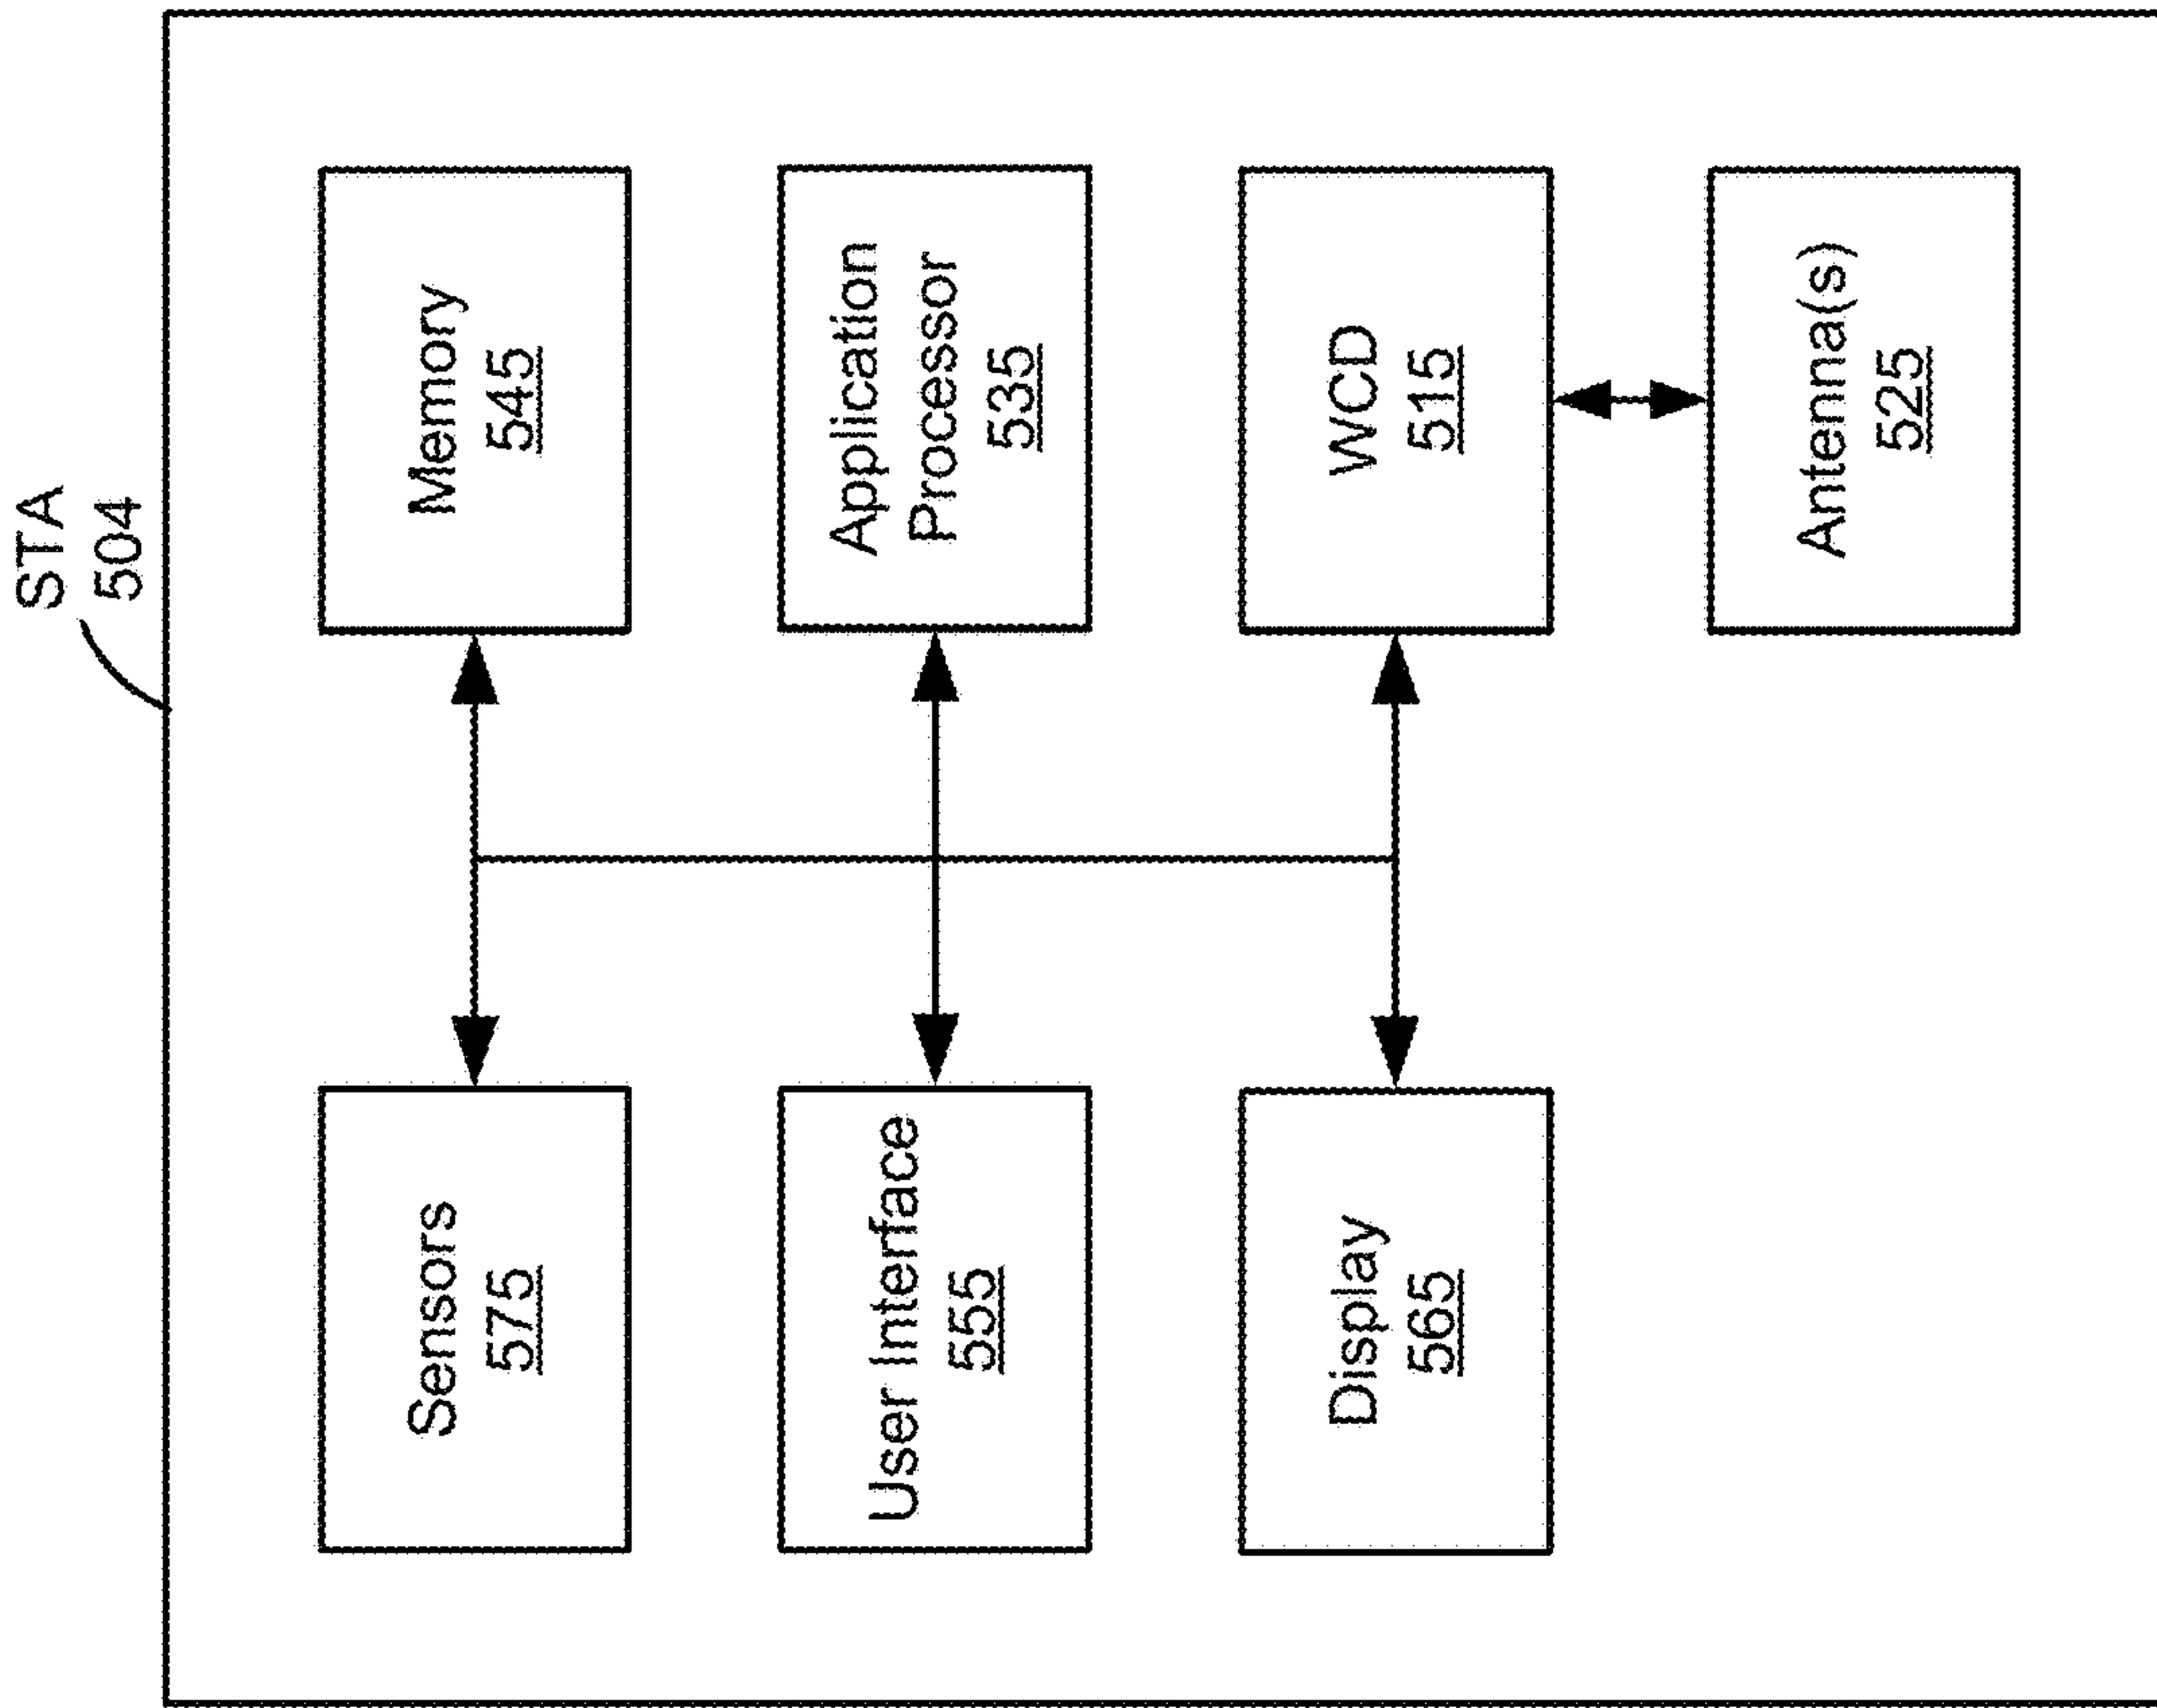 STA
504
Sensors
575
Memory
545
User Interface
555
Application
Processor
535
Display
565
WCD
515
Antenna(s)
525